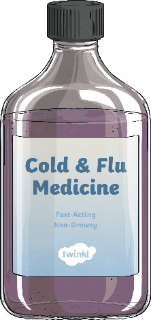 Cold & Flu
Medicine
Fast-Acting
Non-Drowsy
twinkl